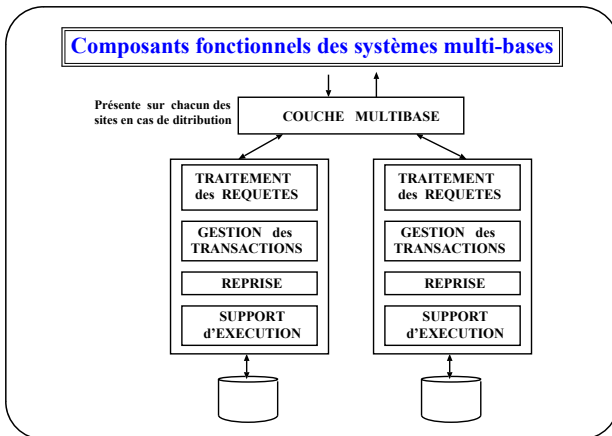 Composants fonctionnels des systèmes multi-bases
Présente sur chacun des
sites en cas de ditribution
COUCHE MULTIBASE
TRAITEMENT
des REQUETES
GESTION des
TRANSACTIONS
REPRISE
SUPPORT
d'EXECUTION
TRAITEMENT
des REQUETES
GESTION des
TRANSACTIONS
REPRISE
SUPPORT
d'EXECUTION